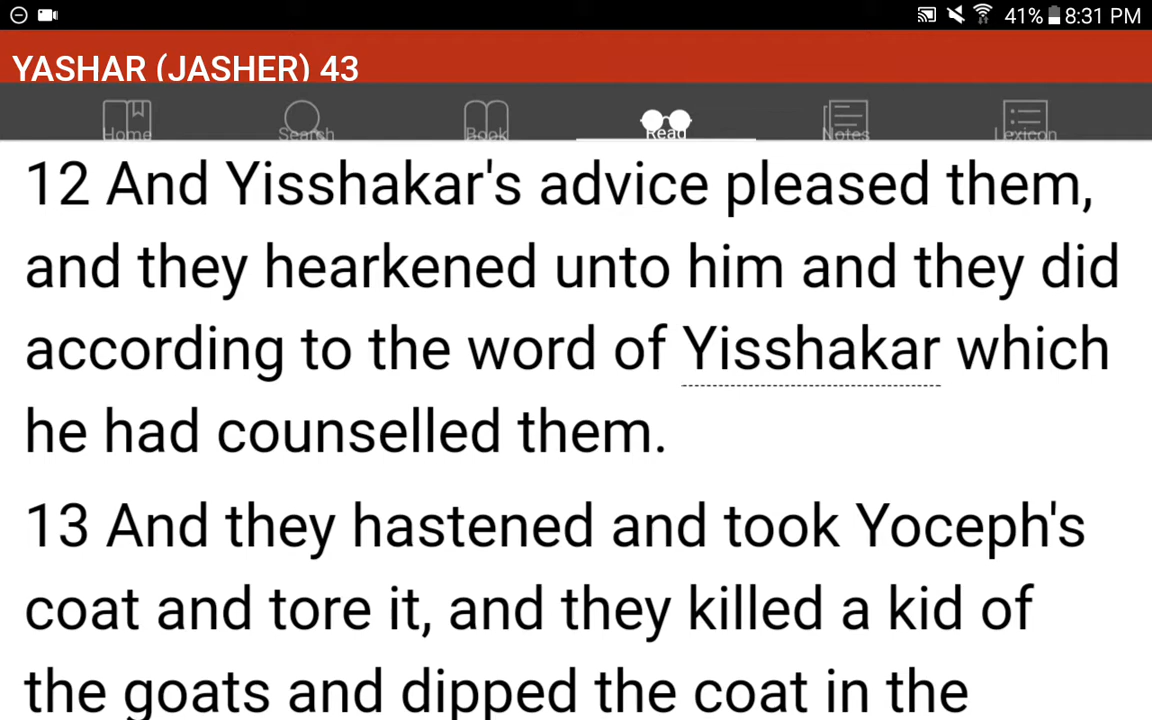 41% 8:31 PM
YASHAR (JASHER) 43
Home Search Book Read Notes Lexicon
12 And Yisshakar's advice pleased them,
and they hearkened unto him and they did
according to the word of Yisshakar which
he had counselled them.
13 And they hastened and took Yoceph's
coat and tore it, and they killed a kid of
the goats and dipped the coat in the